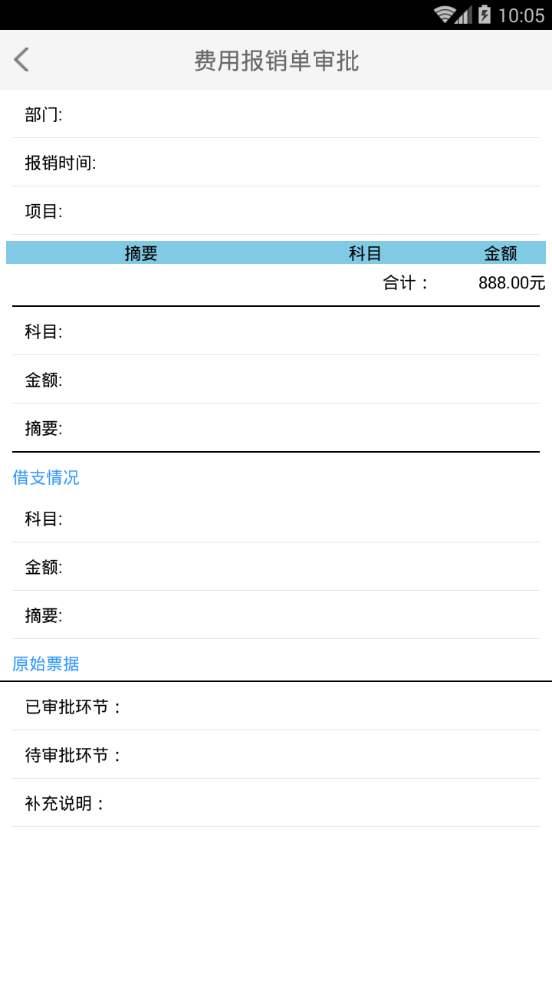 10:05
费用报销单审批
部门:
报销时间:
项目:
摘要 科目 金额
合计： 888.00元
科目:
金额:
摘要:
借支情况
科目:
金额:
摘要:
原始票据
已审批环节：
待审批环节：
补充说明：